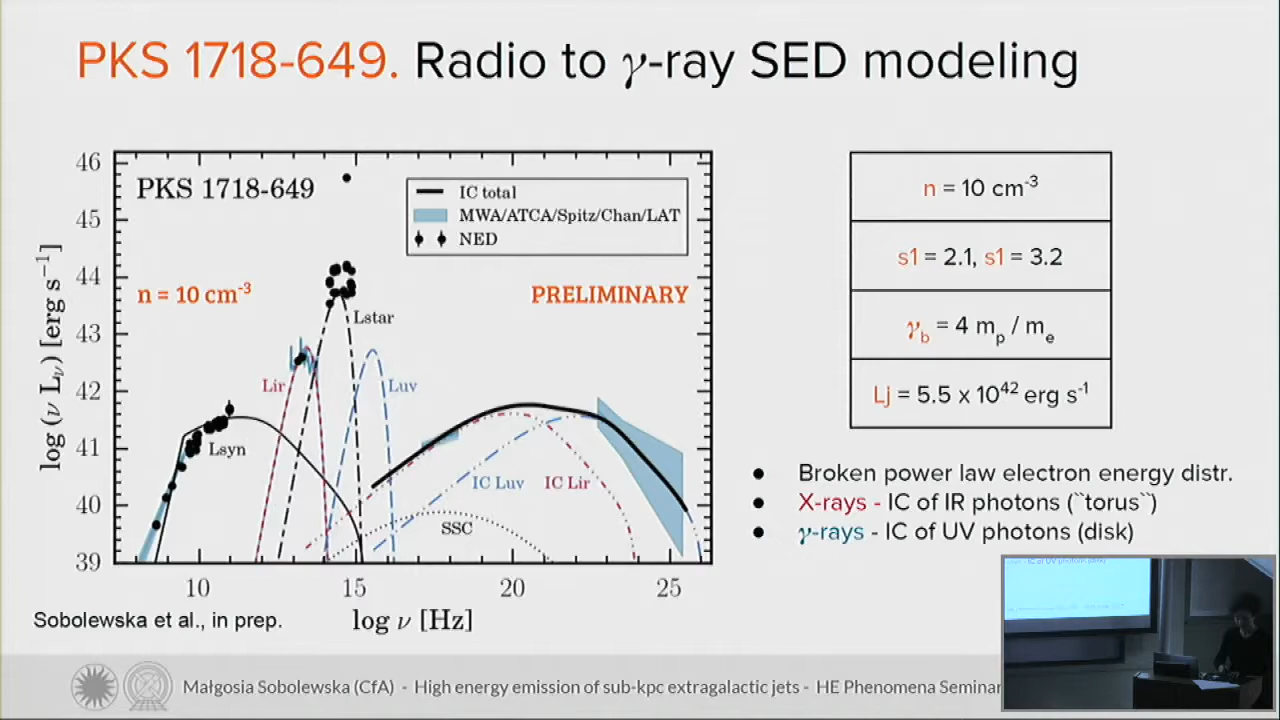 PKS 1718-649. Radio to γ-ray SED modeling
46
45
44
43
42
41
40
39
log (ν Lν) [erg s⁻¹]
PKS 1718-649
IC total
MWA/ATCA/Spitz/Chan/LAT
NED
n = 10 cm⁻³
PRELIMINARY
Lstar
Lir
Luv
Lsyn
IC Luv
IC Lir
SSC
10 15 20 25
log ν [Hz]
Sobolewska et al., in prep.
n = 10 cm⁻³
s1 = 2.1, s1 = 3.2
γb = 4 mp / me
Lj = 5.5 x 10⁴² erg s⁻¹
● Broken power law electron energy distr.
● X-rays - IC of IR photons (``torus``)
● γ-rays - IC of UV photons (disk)
- IC of UV photons (disk)
Małgosia Sobolewska (CfA) - High energy emission of sub-kpc extragalactic jets - HE Phenomena Seminar